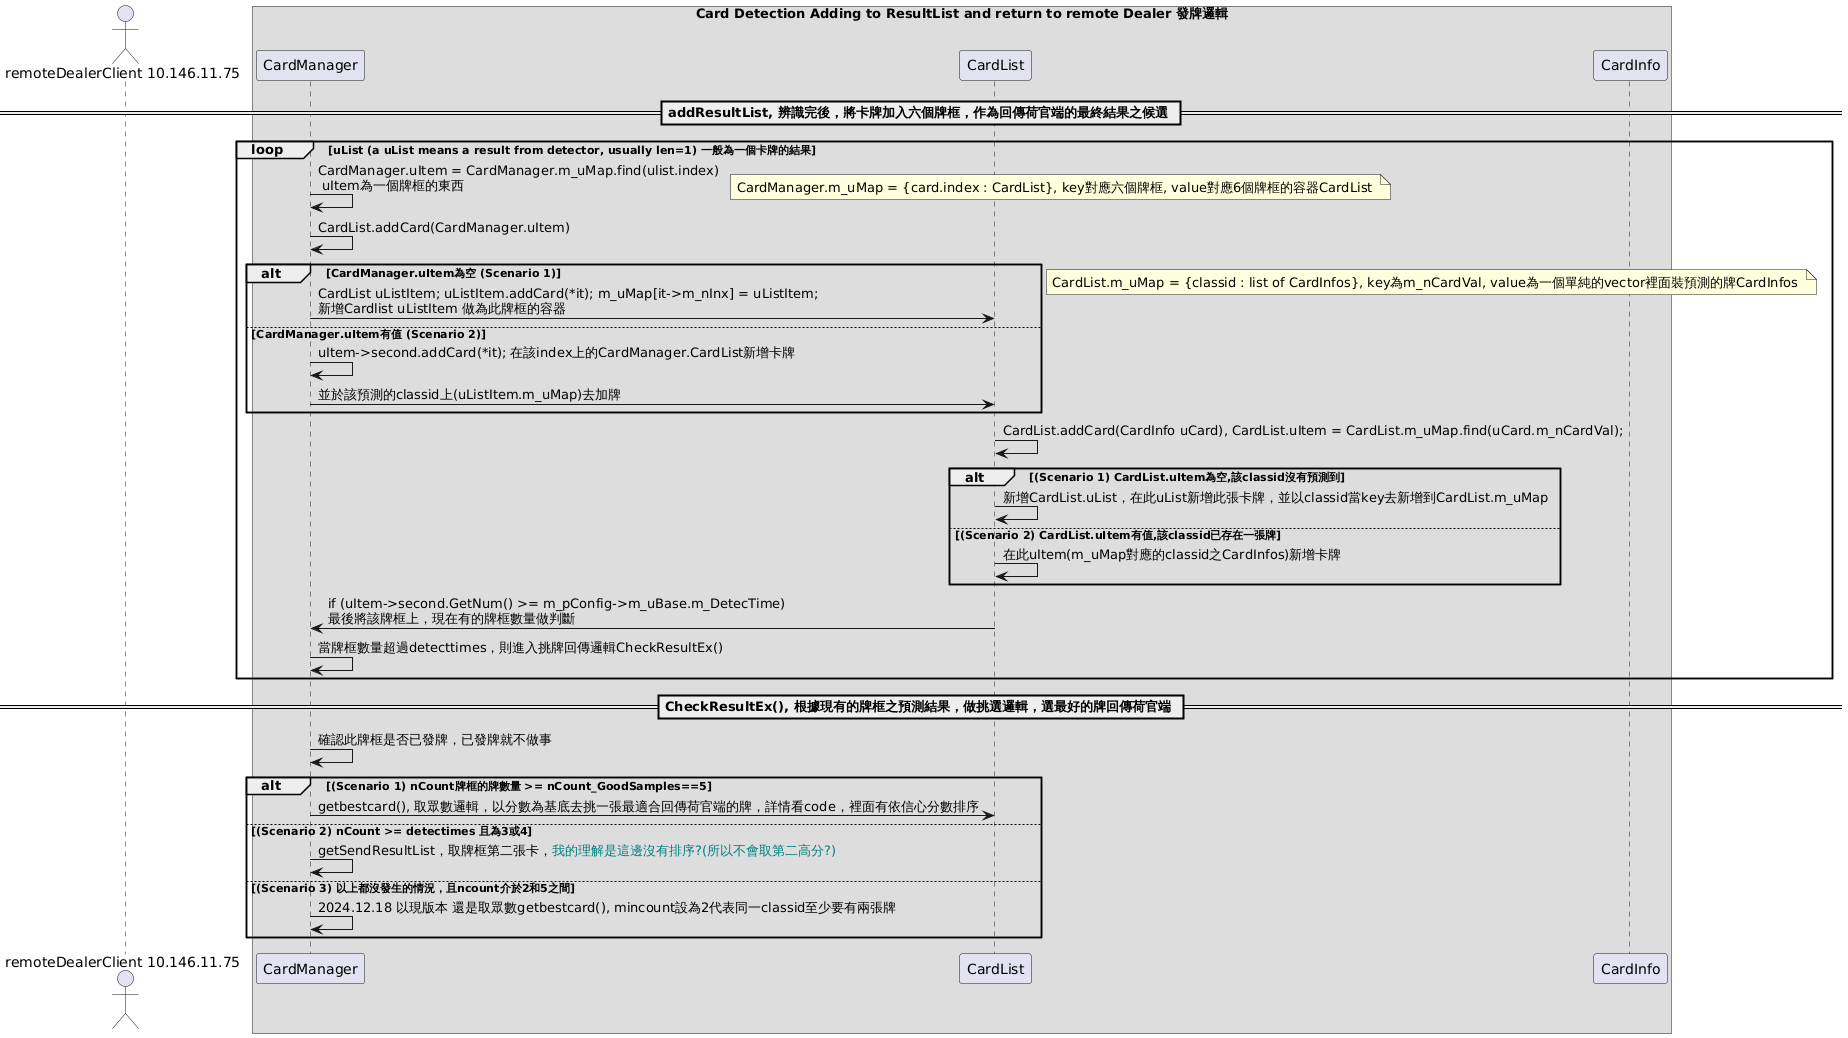 Card Detection Adding to ResultList and return to remote Dealer 發牌邏輯
remoteDealerClient 10.146.11.75
CardManager
CardList
CardInfo
addResultList, 辨識完後，將卡牌加入六個牌框，作為回傳荷官端的最終結果之候選
loop
[uList (a uList means a result from detector, usually len=1) 一般為一個卡牌的結果]
CardManager.uItem = CardManager.m_uMap.find(ulist.index)
uItem為一個牌框的東西
CardManager.m_uMap = {card.index : CardList}, key對應六個牌框, value對應6個牌框的容器CardList
CardList.addCard(CardManager.uItem)
alt
[CardManager.uItem為空 (Scenario 1)]
CardList.m_uMap = {classid : list of CardInfos}, key為m_nCardVal, value為一個單純的vector裡面裝預測的牌CardInfos
CardList uListItem; uListItem.addCard(*it); m_uMap[it->m_nInx] = uListItem;
新增Cardlist uListItem 做為此牌框的容器
[CardManager.uItem有值 (Scenario 2)]
uItem->second.addCard(*it); 在該index上的CardManager.CardList新增卡牌
並於該預測的classid上(uListItem.m_uMap)去加牌
CardList.addCard(CardInfo uCard), CardList.uItem = CardList.m_uMap.find(uCard.m_nCardVal);
alt
[(Scenario 1) CardList.uItem為空,該classid沒有預測到]
新增CardList.uList，在此uList新增此張卡牌，並以classid當key去新增到CardList.m_uMap
[(Scenario 2) CardList.uItem有值,該classid已存在一張牌]
在此uItem(m_uMap對應的classid之CardInfos)新增卡牌
if (uItem->second.GetNum() >= m_pConfig->m_uBase.m_DetecTime)
最後將該牌框上，現在有的牌框數量做判斷
當牌框數量超過detecttimes，則進入挑牌回傳邏輯CheckResultEx()
CheckResultEx(), 根據現有的牌框之預測結果，做挑選邏輯，選最好的牌回傳荷官端
確認此牌框是否已發牌，已發牌就不做事
alt
[(Scenario 1) nCount牌框的牌數量 >= nCount_GoodSamples==5]
getbestcard(), 取眾數邏輯，以分數為基底去挑一張最適合回傳荷官端的牌，詳情看code，裡面有依信心分數排序
[(Scenario 2) nCount >= detectimes 且為3或4]
getSendResultList，取牌框第二張卡，我的理解是這邊沒有排序?(所以不會取第二高分?)
[(Scenario 3) 以上都沒發生的情況，且ncount介於2和5之間]
2024.12.18 以現版本 還是取眾數getbestcard(), mincount設為2代表同一classid至少要有兩張牌
remoteDealerClient 10.146.11.75
CardManager
CardList
CardInfo